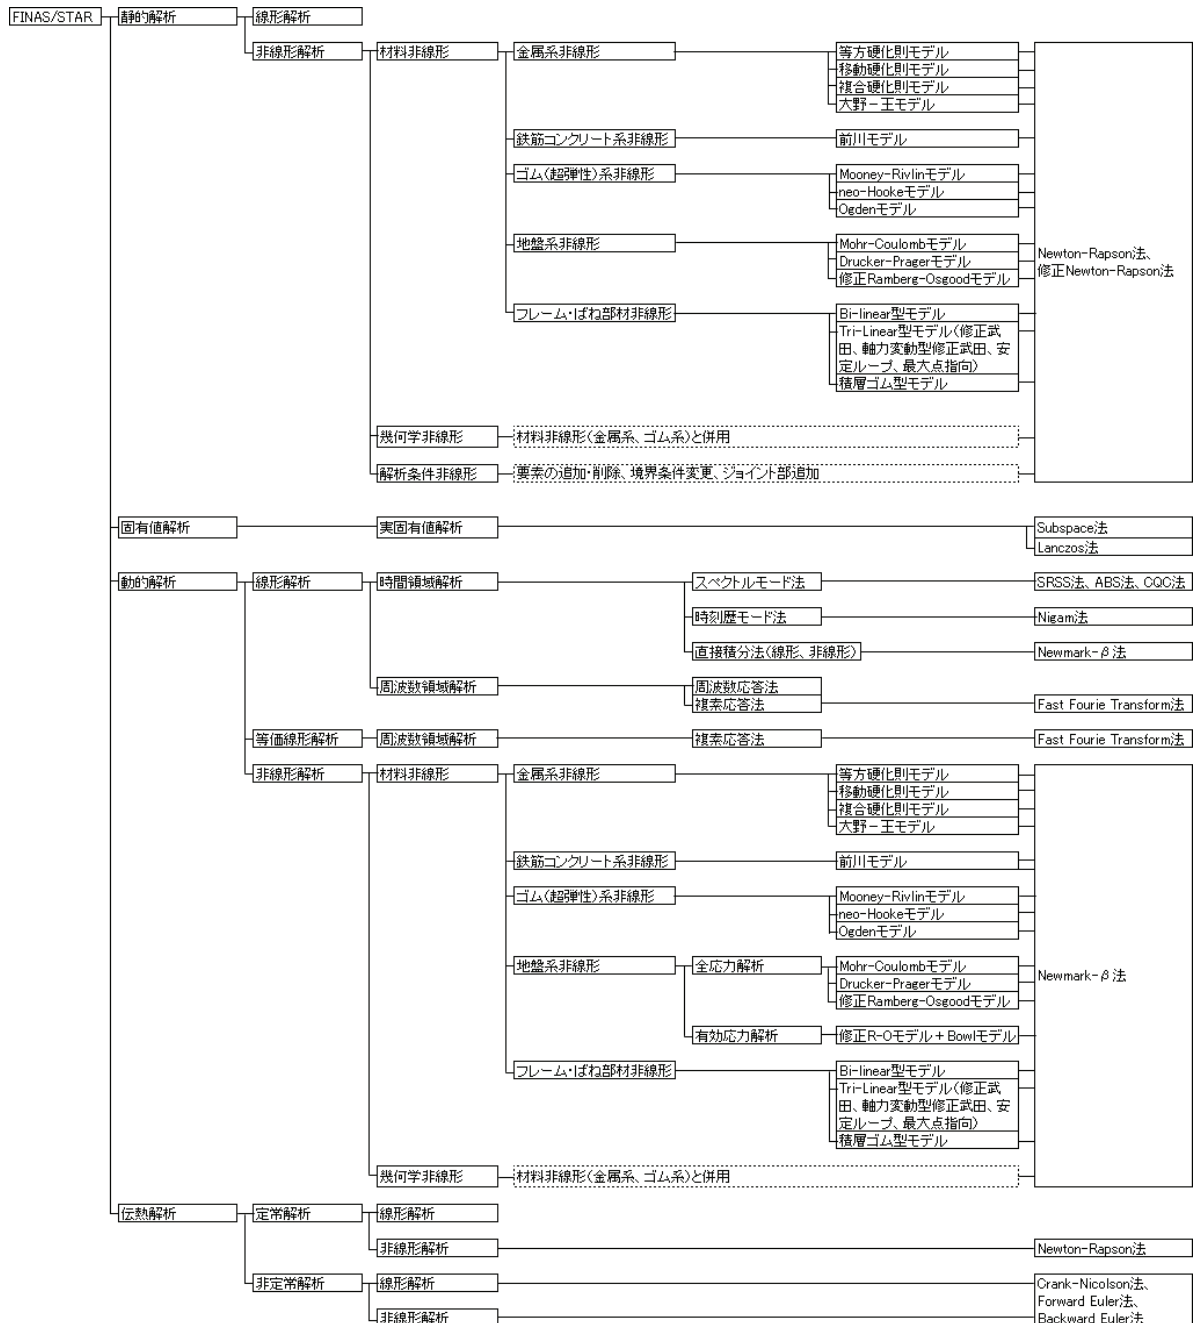 FINAS/STAR
静的解析
線形解析
非線形解析
材料非線形
金属系非線形
等方硬化則モデル
移動硬化則モデル
複合硬化則モデル
大野－王モデル
鉄筋コンクリート系非線形
前川モデル
ゴム(超弾性)系非線形
Mooney-Rivlinモデル
neo-Hookeモデル
Ogdenモデル
地盤系非線形
Mohr-Coulombモデル
Drucker-Pragerモデル
修正Ramberg-Osgoodモデル
Newton-Rapson法、
修正Newton-Rapson法
フレーム・ばね部材非線形
Bi-linear型モデル
Tri-Linear型モデル(修正武
田、軸力変動型修正武田、安
定ループ、最大点指向)
積層ゴム型モデル
幾何学非線形
材料非線形(金属系、ゴム系)と併用
解析条件非線形
要素の追加・削除、境界条件変更、ジョイント部追加
固有値解析
実固有値解析
Subspace法
Lanczos法
動的解析
線形解析
時間領域解析
スペクトルモード法
SRSS法、ABS法、CQC法
時刻歴モード法
Nigam法
直接積分法(線形、非線形)
Newmark-β法
周波数領域解析
周波数応答法
複素応答法
Fast Fourie Transform法
等価線形解析
周波数領域解析
複素応答法
Fast Fourie Transform法
非線形解析
材料非線形
金属系非線形
等方硬化則モデル
移動硬化則モデル
複合硬化則モデル
大野－王モデル
鉄筋コンクリート系非線形
前川モデル
ゴム(超弾性)系非線形
Mooney-Rivlinモデル
neo-Hookeモデル
Ogdenモデル
地盤系非線形
全応力解析
Mohr-Coulombモデル
Drucker-Pragerモデル
修正Ramberg-Osgoodモデル
Newmark-β法
有効応力解析
修正R-Oモデル＋Bowlモデル
フレーム・ばね部材非線形
Bi-linear型モデル
Tri-Linear型モデル(修正武
田、軸力変動型修正武田、安
定ループ、最大点指向)
積層ゴム型モデル
幾何学非線形
材料非線形(金属系、ゴム系)と併用
伝熱解析
定常解析
線形解析
非線形解析
Newton-Rapson法
非定常解析
線形解析
Crank-Nicolson法、
Forward Euler法、
非線形解析
Backward Euler法